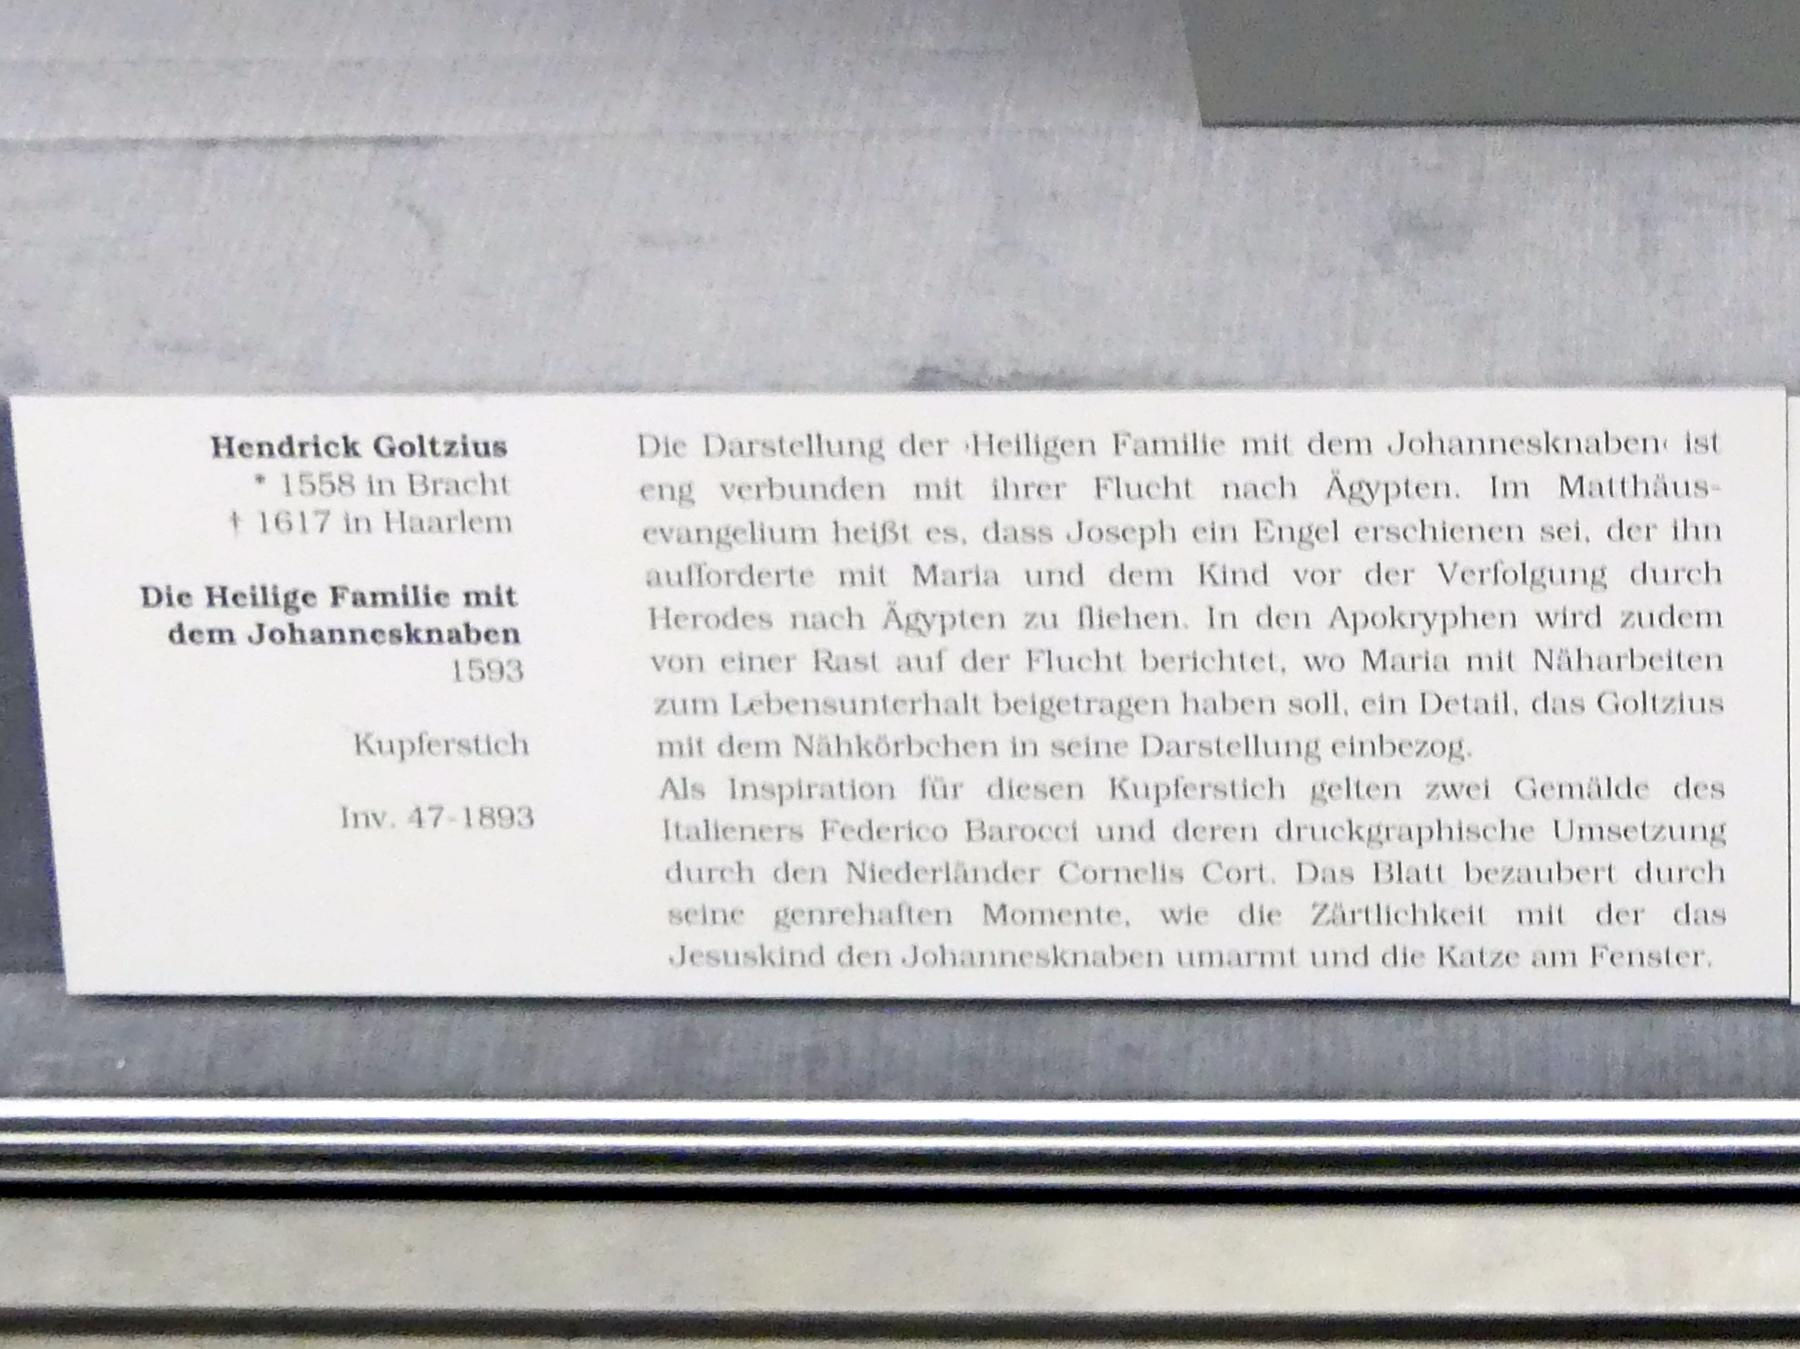 Hendrick Goltzius
* 1558 in Bracht
† 1617 in Haarlem
Die Heilige Familie mit
dem Johannesknaben
1593
Kupferstich
Inv. 47-1893
Die Darstellung der ›Heiligen Familie mit dem Johannesknaben‹ ist
eng verbunden mit ihrer Flucht nach Ägypten. Im Matthäus-
evangelium heißt es, dass Joseph ein Engel erschienen sei, der ihn
aufforderte mit Maria und dem Kind vor der Verfolgung durch
Herodes nach Ägypten zu fliehen. In den Apokryphen wird zudem
von einer Rast auf der Flucht berichtet, wo Maria mit Näharbeiten
zum Lebensunterhalt beigetragen haben soll, ein Detail, das Goltzius
mit dem Nähkörbchen in seine Darstellung einbezog.
Als Inspiration für diesen Kupferstich gelten zwei Gemälde des
Italieners Federico Barocci und deren druckgraphische Umsetzung
durch den Niederländer Cornelis Cort. Das Blatt bezaubert durch
seine genrehaften Momente, wie die Zärtlichkeit mit der das
Jesuskind den Johannesknaben umarmt und die Katze am Fenster.